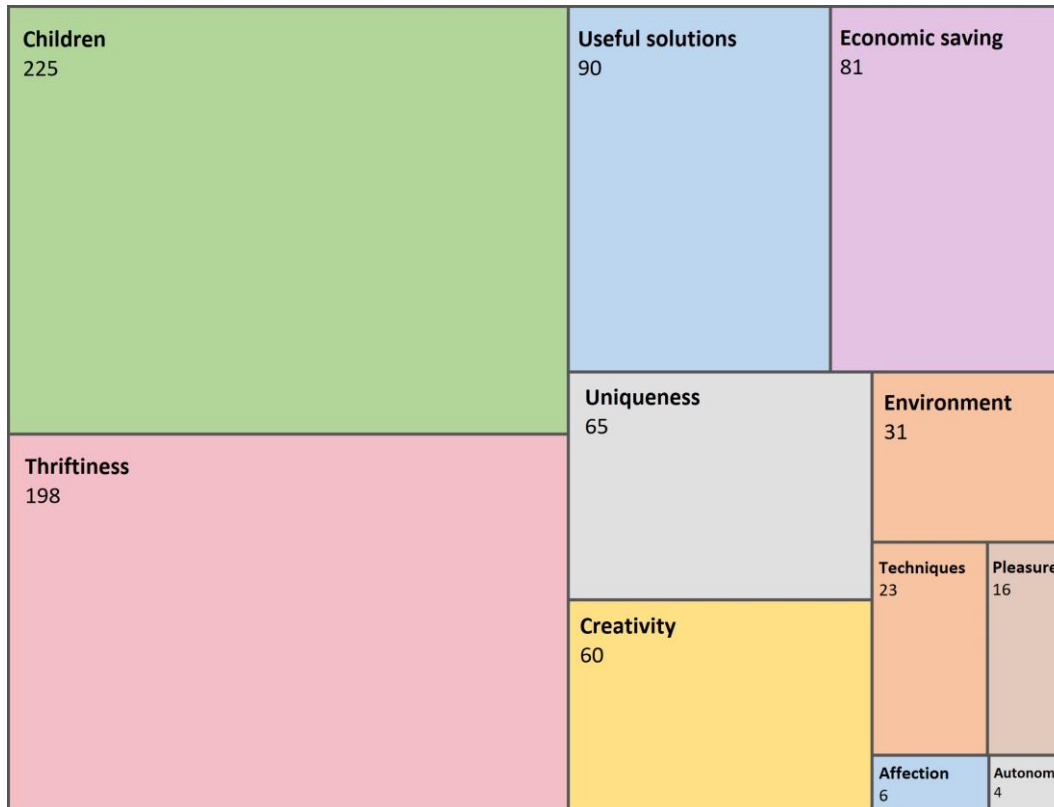 Children
225
Useful solutions
90
Economic saving
81
Thriftiness
198
Uniqueness
65
Environment
31
Creativity
60
Techniques
23
Pleasure
16
Affection
6
Autonom
4